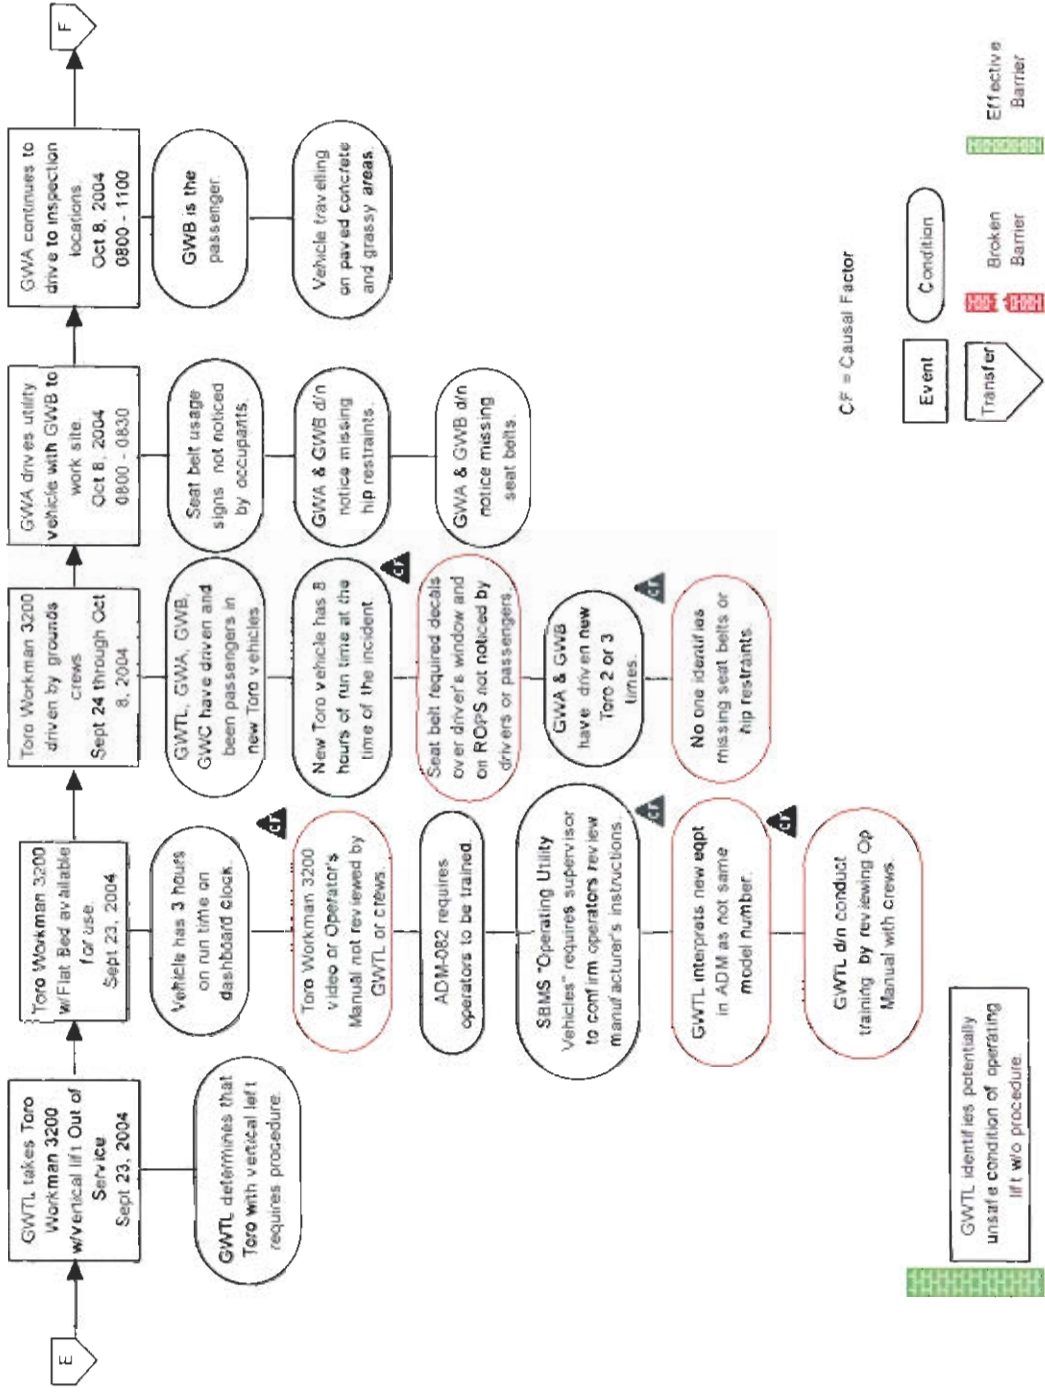 E
GWTL takes Toro
Workman 3200
w/vertical lift Out of
Service
Sept 23, 2004
GWTL determines that
Toro with vertical left
requires procedure.
Toro Workman 3200
w/Flat Bed available
for use.
Sept 23, 2004
Vehicle has 3 hours
on run time on
dashboard clock.
CF
Toro Workman 3200
video or Operator's
Manual not reviewed by
GWTL or crews.
ADM-082 requires
operators to be trained.
SBMS "Operating Utility
Vehicles" requires supervisor
to confirm operators review
manufacturer's instructions.
CF
GWTL interprets new eqpt
in ADM as not same
model number.
CF
GWTL d/n conduct
training by reviewing Op
Manual with crews.
Toro Workman 3200
driven by grounds
crews
Sept 24 through Oct
8, 2004
GWTL, GWA, GWB,
GWC have driven and
been passengers in
new Toro vehicles
New Toro vehicle has 8
hours of run time at the
time of the incident.
CF
Seat belt required decals
over driver's window and
on ROPS not noticed by
drivers or passengers.
GWA & GWB
have driven new
Toro 2 or 3
times.
CF
No one identifies
missing seat belts or
hip restraints.
GWA drives utility
vehicle with GWB to
work site.
Oct 8, 2004
0800 - 0830
Seat belt usage
signs not noticed
by occupants.
GWA & GWB d/n
notice missing
hip restraints.
GWA & GWB d/n
notice missing
seat belts.
GWA continues to
drive to inspection
locations.
Oct 8, 2004
0800 - 1100
GWB is the
passenger.
Vehicle travelling
on paved concrete
and grassy areas.
F
GWTL identifies potentially
unsafe condition of operating
lift w/o procedure.
CF = Causal Factor
Event
Condition
Transfer
Broken
Barrier
Effective
Barrier